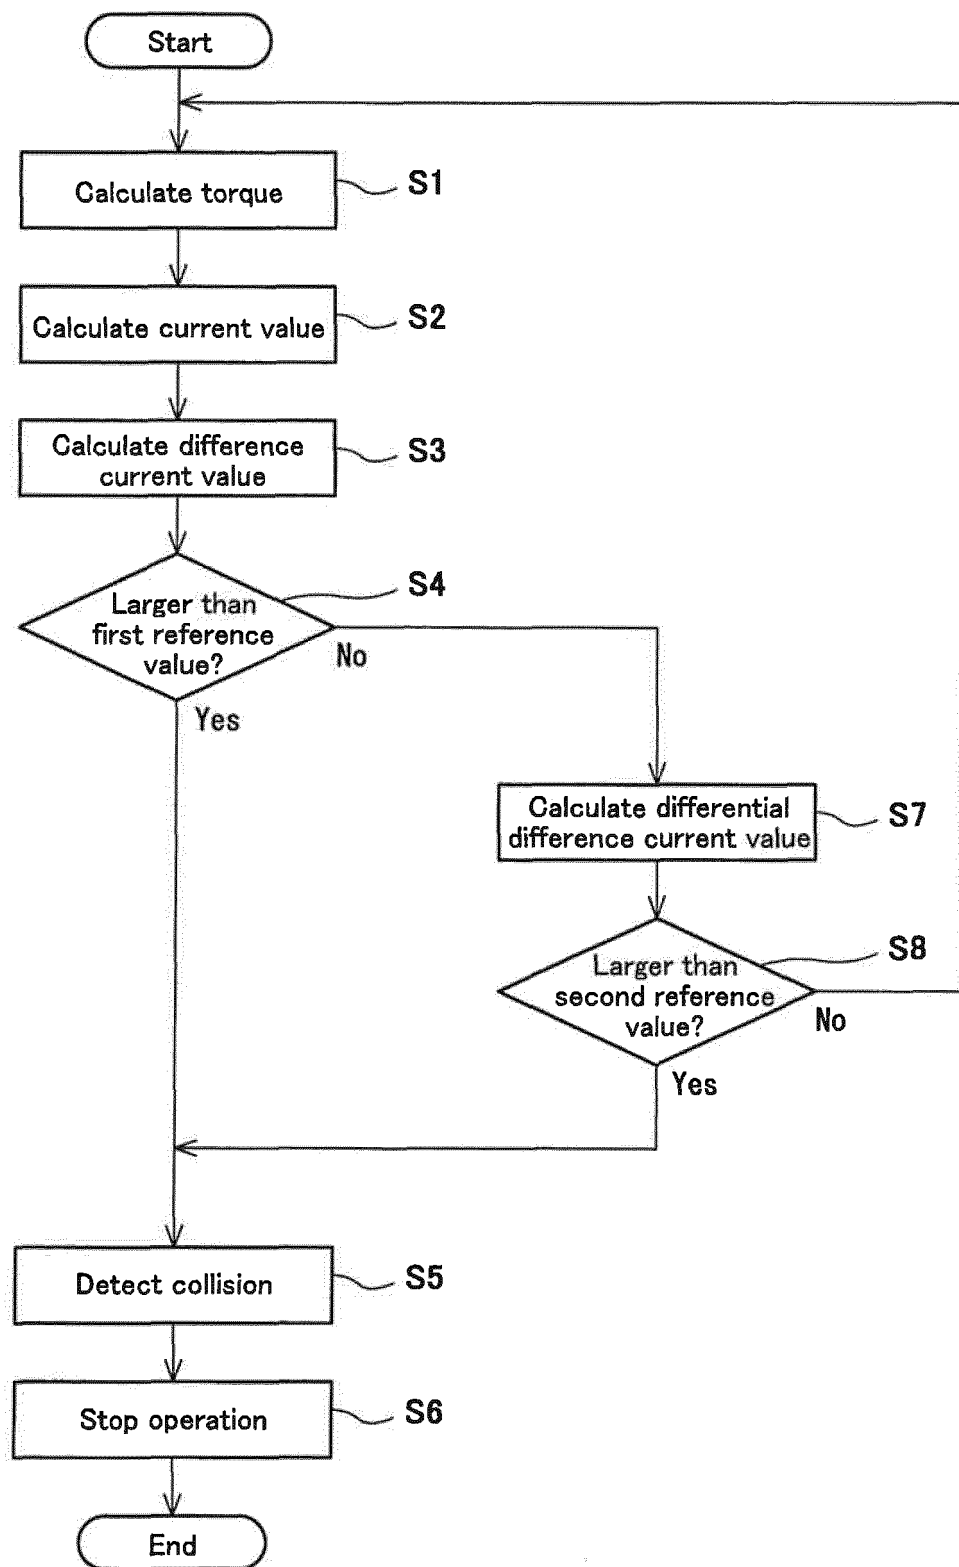 Start
Calculate torque
S1
Calculate current value
S2
Calculate difference
current value
S3
Larger than
first reference
value?
S4
No
Yes
Calculate differential
difference current value
S7
Larger than
second reference
value?
S8
No
Yes
Detect collision
S5
Stop operation
S6
End